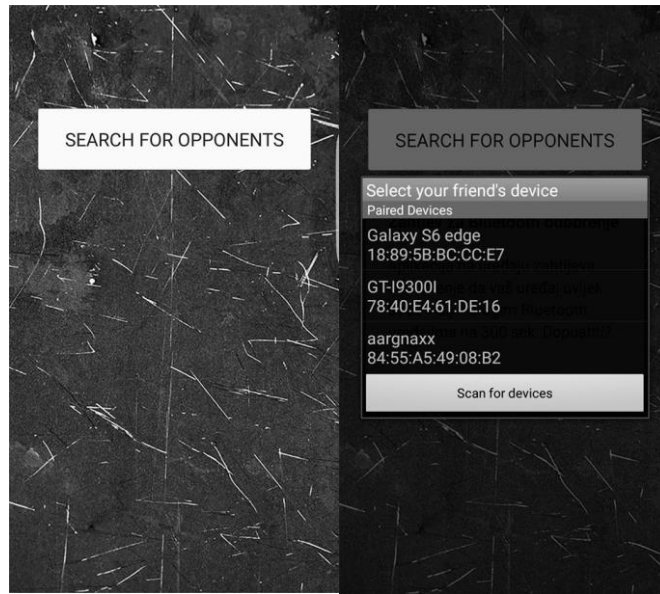 SEARCH FOR OPPONENTS
SEARCH FOR OPPONENTS
Select your friend's device
Paired Devices
Galaxy S6 edge
18:89:5B:BC:CC:E7
GT-I9300I
78:40:E4:61:DE:16
aargnaxx
84:55:A5:49:08:B2
Scan for devices